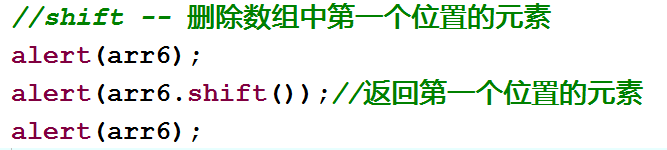 //shift -- 删除数组中第一个位置的元素
alert(arr6);
alert(arr6.shift());//返回第一个位置的元素
alert(arr6);